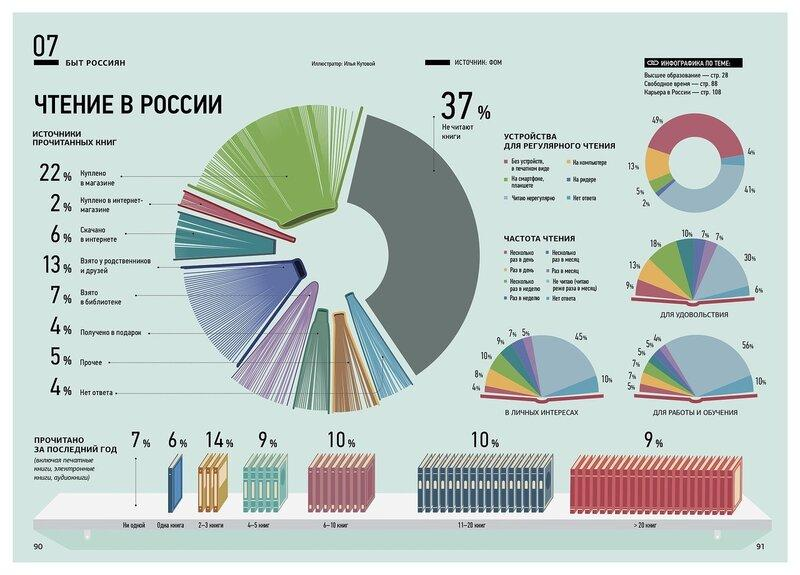 07
БЫТ РОССИЯН
Иллюстратор: Илья Кутовой
ИСТОЧНИК: ФОМ
ИНФОГРАФИКА ПО ТЕМЕ:
Высшее образование — стр. 28
Свободное время — стр. 88
Карьера в России — стр. 108
ЧТЕНИЕ В РОССИИ
ИСТОЧНИКИ
ПРОЧИТАННЫХ КНИГ
22 % Куплено
в магазине
2 % Куплено в интернет-
магазине
6 % Скачано
в интернете
13 % Взято у родственников
и друзей
7 % Взято
в библиотеке
4 % Получено в подарок
5 % Прочее
4 % Нет ответа
37 %
Не читают
книги
УСТРОЙСТВА
ДЛЯ РЕГУЛЯРНОГО ЧТЕНИЯ
Без устройств,
в печатном виде
На смартфоне,
планшете
Читаю нерегулярно
На компьютере
На ридере
Нет ответа
49%
4%
13%
5%
2%
41%
ЧАСТОТА ЧТЕНИЯ
Несколько
раз в день
Раз в день
Несколько
раз в неделю
Раз в неделю
Несколько
раз в месяц
Раз в месяц
Не читаю (читаю
реже раза в месяц)
Нет ответа
9%
13%
18%
10%
7%
7%
30%
6%
ДЛЯ УДОВОЛЬСТВИЯ
4%
8%
10%
9%
7%
5%
45%
10%
В ЛИЧНЫХ ИНТЕРЕСАХ
5%
7%
7%
5%
5%
4%
56%
10%
ДЛЯ РАБОТЫ И ОБУЧЕНИЯ
ПРОЧИТАНО
ЗА ПОСЛЕДНИЙ ГОД
(включая печатные
книги, электронные
книги, аудиокниги)
7 %
6 %
14 %
9 %
10 %
10 %
9 %
Ни одной
Одна книга
2–3 книги
4–5 книг
6–10 книг
11–20 книг
> 20 книг
90
91